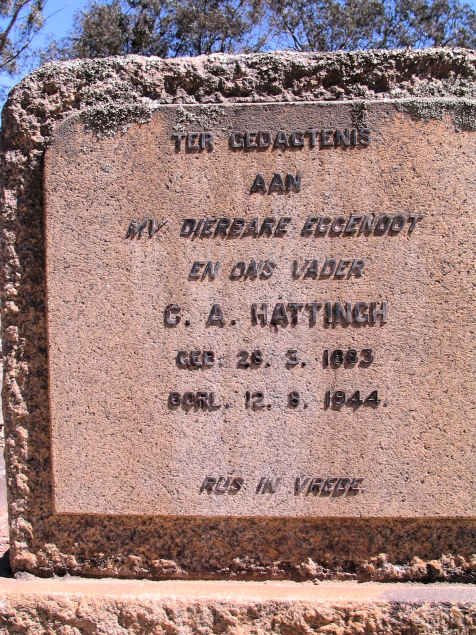 TER GEDAGTENIS
AAN
MY DIERBARE EGGENOOT
EN ONS VADER
C. A. HATTINGH
GEB. 26. 3. 1883
OORL. 12. 8. 1944.
RUS IN VREDE